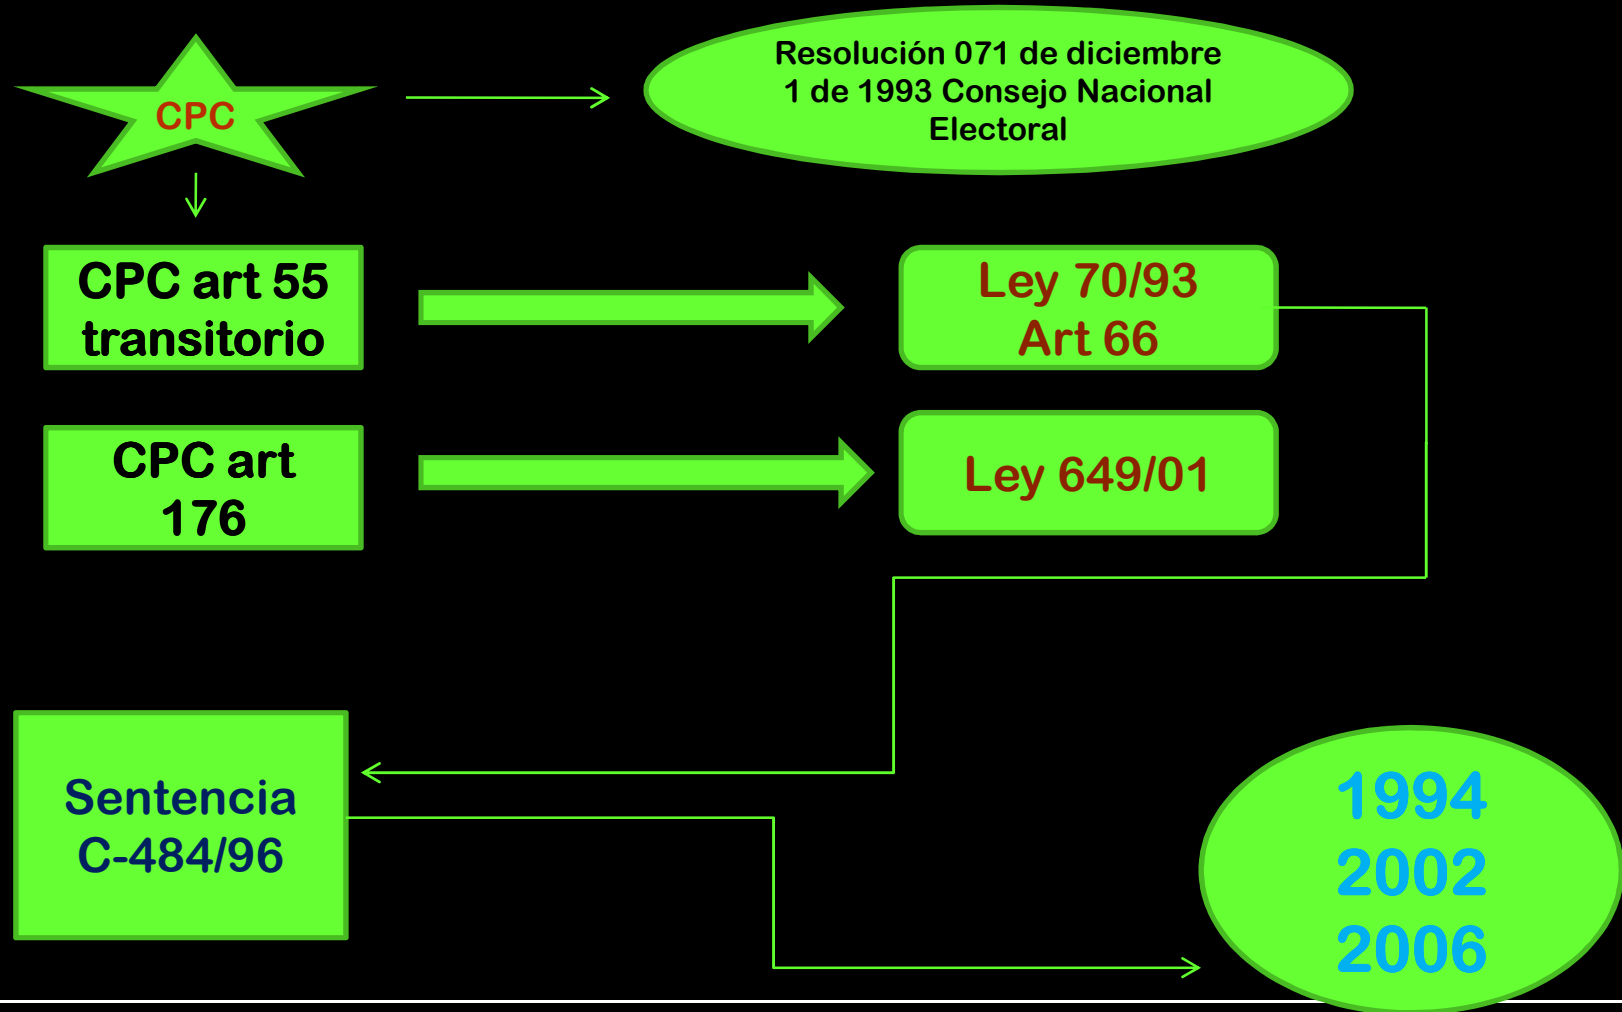 CPC
Resolución 071 de diciembre
1 de 1993 Consejo Nacional
Electoral
CPC art 55
transitorio
Ley 70/93
Art 66
CPC art
176
Ley 649/01
Sentencia
C-484/96
1994
2002
2006